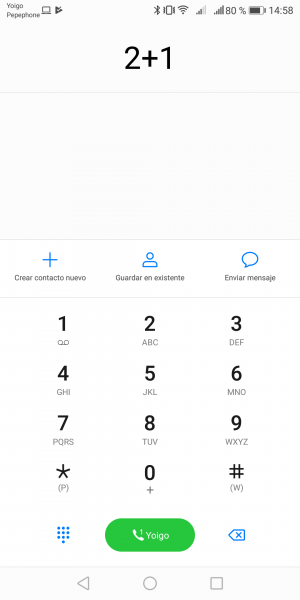 Yoigo
Pepephone
80 % 14:58
2+1
Crear contacto nuevo Guardar en existente Enviar mensaje
1 2 3
ABC DEF
4 5 6
GHI JKL MNO
7 8 9
PQRS TUV WXYZ
* 0 #
(P) + (W)
1 Yoigo